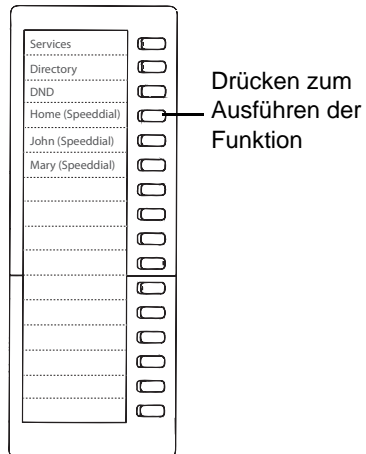 Services
Directory
DND
Home (Speeddial)
John (Speeddial)
Mary (Speeddial)
Drücken zum
Ausführen der
Funktion